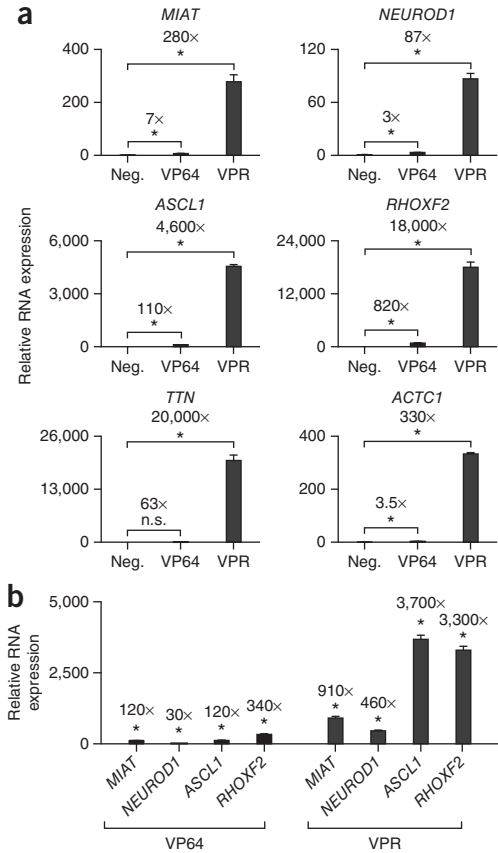 a
MIAT
280×
*
7×
*
400
200
0
Neg. VP64 VPR
NEUROD1
87×
*
3×
*
120
60
0
Neg. VP64 VPR
Relative RNA expression
ASCL1
4,600×
*
110×
*
6,000
3,000
0
Neg. VP64 VPR
RHOXF2
18,000×
*
820×
*
24,000
12,000
0
Neg. VP64 VPR
TTN
20,000×
*
63×
n.s.
26,000
13,000
0
Neg. VP64 VPR
ACTC1
330×
*
3.5×
*
400
200
0
Neg. VP64 VPR
b
Relative RNA
expression
5,000
2,500
0
120×
*
30×
*
120×
*
340×
*
910×
*
460×
*
3,700×
*
3,300×
*
MIAT
NEUROD1
ASCL1
RHOXF2
MIAT
NEUROD1
ASCL1
RHOXF2
VP64
VPR